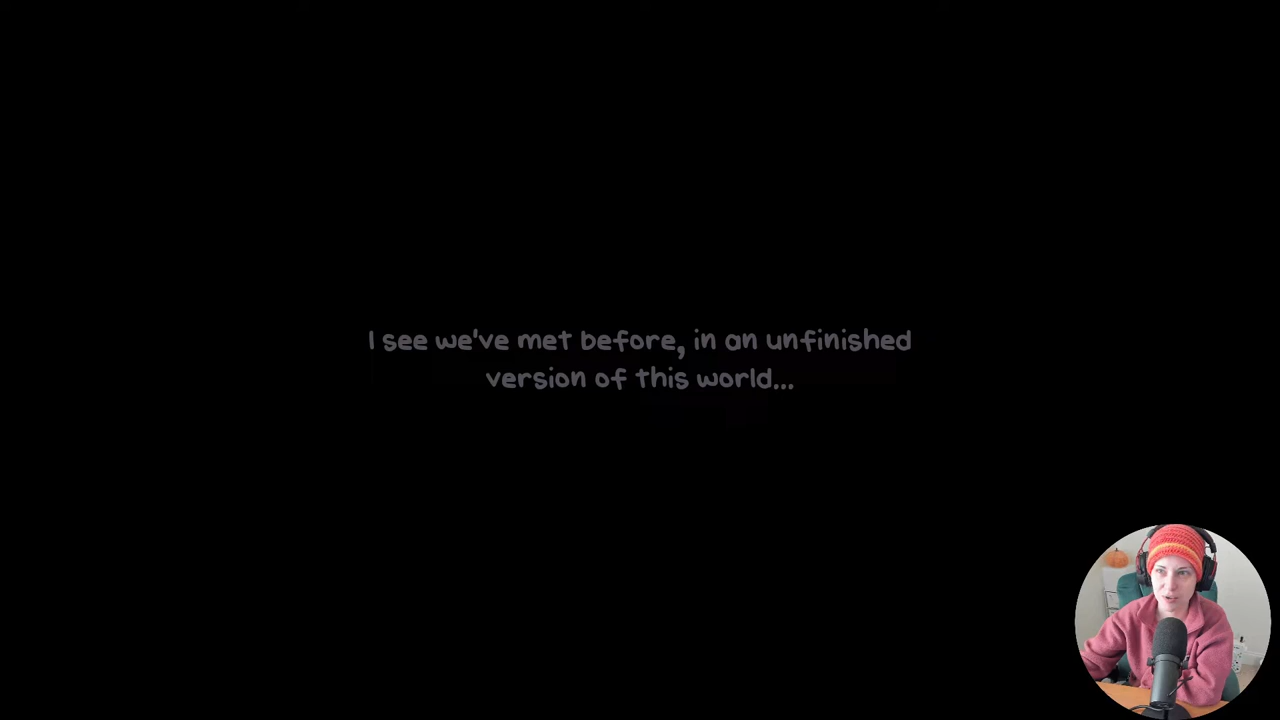 I see we've met before, in an unfinished
version of this world...